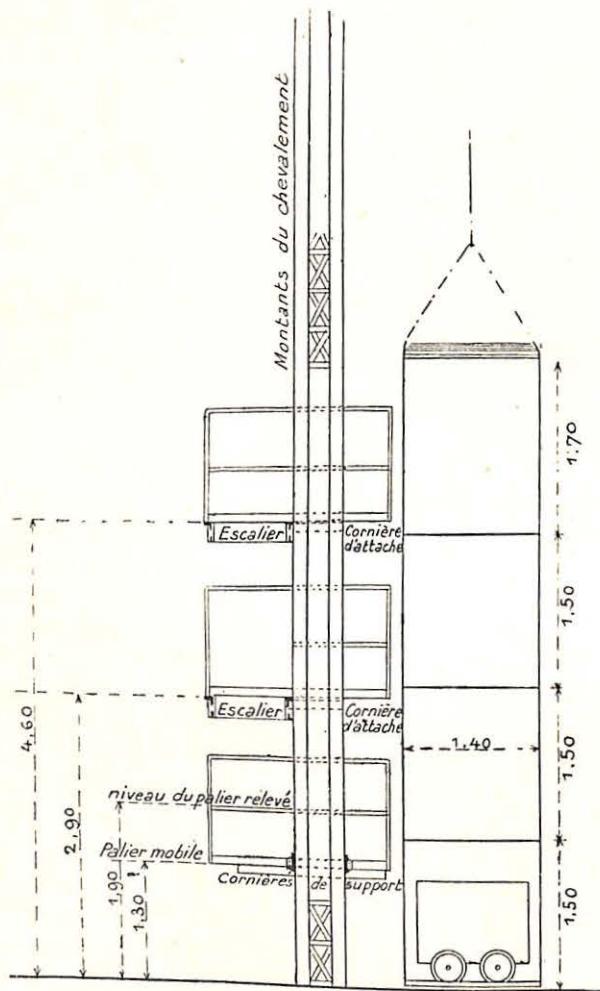 Montants du chevalement
1.70
Escalier
Cornière
d'attache
1,50
4,60
Escalier
Cornière
d'attache
1.40
1,50
2,90
niveau du palier relevé
Palier mobile
Cornières de support
1,90
1.30
1,50